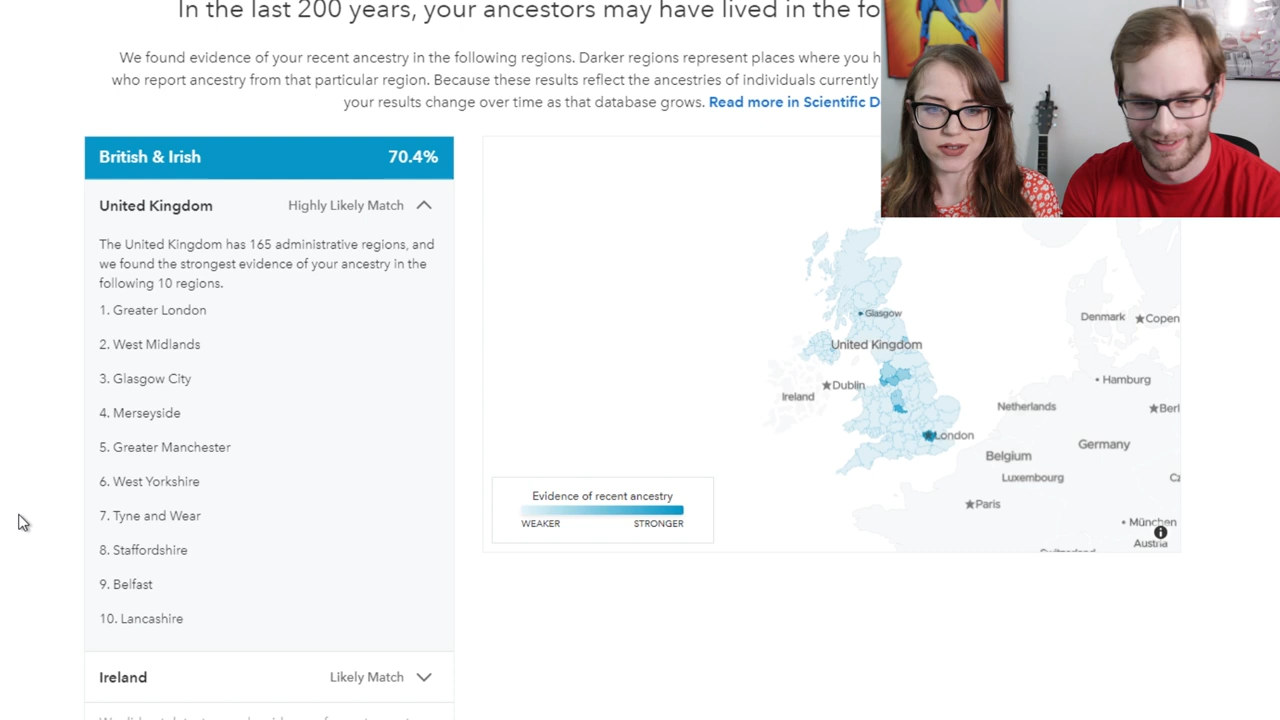 In the last 200 years, your ancestors may have lived in the fo
We found evidence of your recent ancestry in the following regions. Darker regions represent places where you h
who report ancestry from that particular region. Because these results reflect the ancestries of individuals currently
your results change over time as that database grows. Read more in Scientific D
British & Irish 70.4%
United Kingdom Highly Likely Match
The United Kingdom has 165 administrative regions, and
we found the strongest evidence of your ancestry in the
following 10 regions.
1. Greater London
2. West Midlands
3. Glasgow City
4. Merseyside
5. Greater Manchester
6. West Yorkshire
7. Tyne and Wear
8. Staffordshire
9. Belfast
10. Lancashire
Ireland Likely Match
Glasgow
United Kingdom
Denmark
Copen
Dublin
Ireland
Hamburg
Netherlands
Berl
London
Germany
Belgium
Luxembourg
Cz
Paris
München
Austria
Switzerland
Evidence of recent ancestry
WEAKER STRONGER